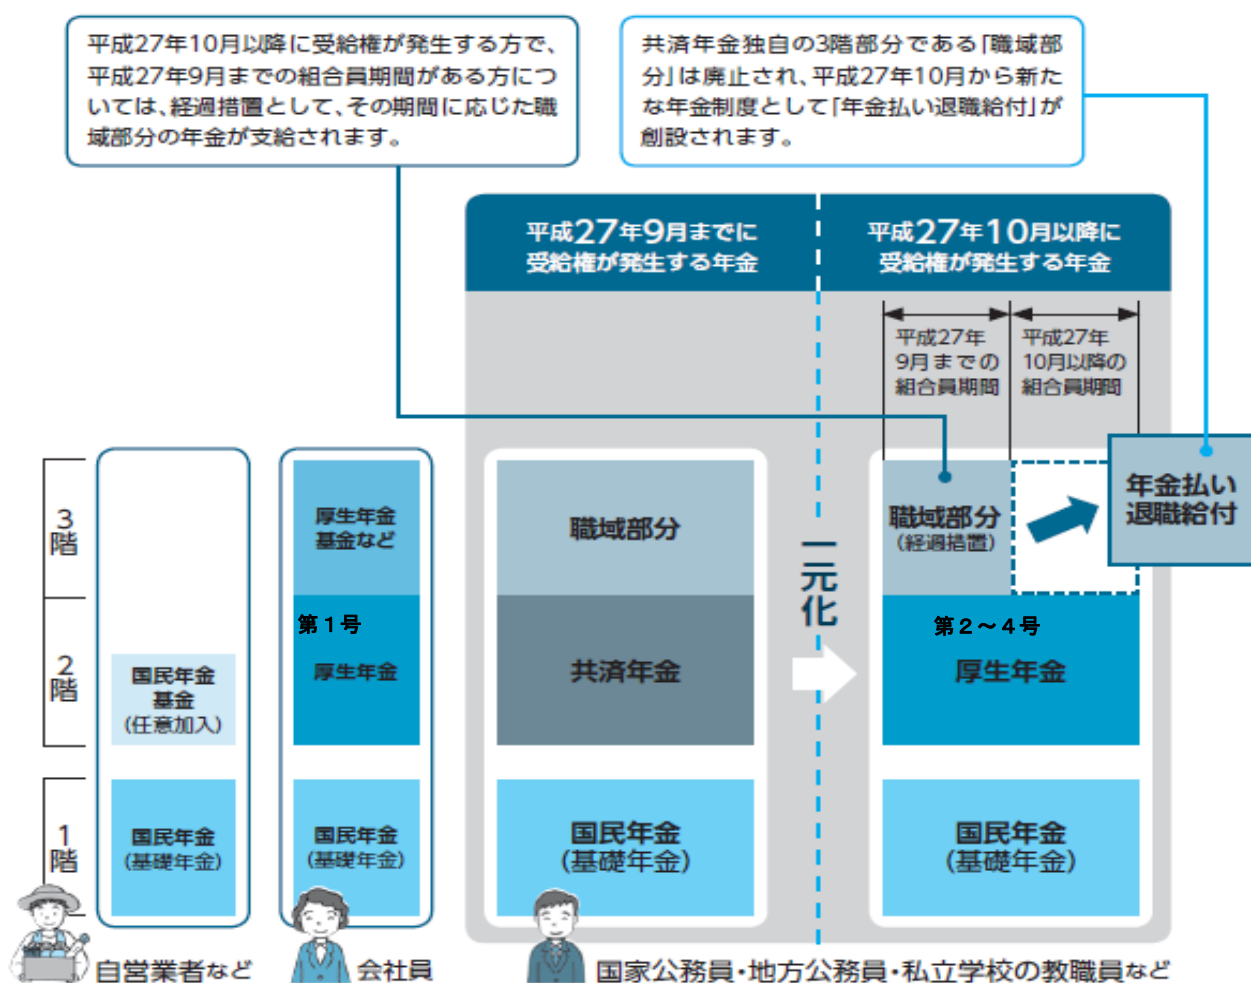 平成27年10月以降に受給権が発生する方で、
平成27年9月までの組合員期間がある方につ
いては、経過措置として、その期間に応じた職
域部分の年金が支給されます。
共済年金独自の3階部分である「職域部
分」は廃止され、平成27年10月から新た
な年金制度として「年金払い退職給付」が
創設されます。
平成27年9月までに
受給権が発生する年金
平成27年10月以降に
受給権が発生する年金
平成27年
9月までの
組合員期間
平成27年
10月以降の
組合員期間
3階
厚生年金
基金など
職域部分
職域部分
(経過措置)
年金払い
退職給付
一元化
2階
国民年金
基金
(任意加入)
第1号
厚生年金
共済年金
第2~4号
厚生年金
1階
国民年金
(基礎年金)
国民年金
(基礎年金)
国民年金
(基礎年金)
国民年金
(基礎年金)
自営業者など
会社員
国家公務員・地方公務員・私立学校の教職員など